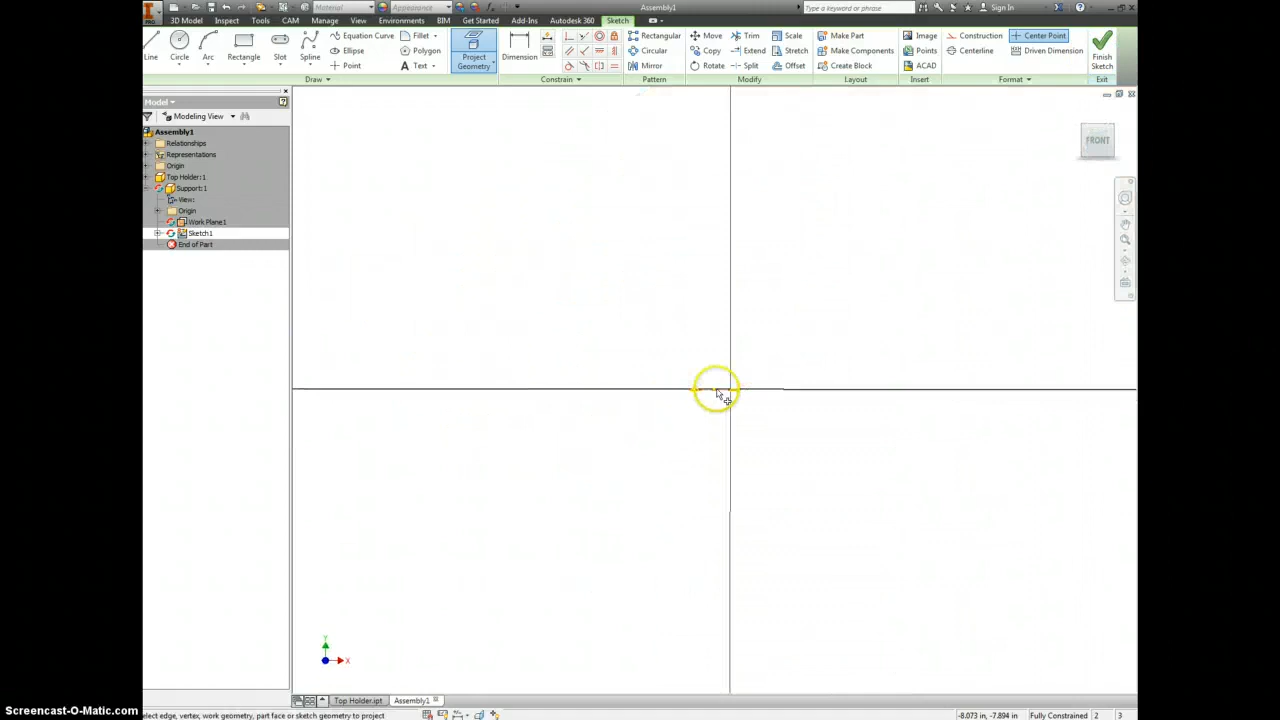 Material
Appearance
Assembly1
Type a keyword or phrase
Sign In
PRO
3D Model Inspect Tools CAM Manage View Environments BIM Get Started Add-Ins Autodesk 360 Sketch
Line
Circle
Arc
Rectangle
Slot
Spline
Equation Curve
Ellipse
Point
Fillet
Polygon
Text
Project
Geometry
Dimension
Rectangular
Circular
Mirror
Move
Copy
Rotate
Trim
Extend
Split
Scale
Stretch
Offset
Make Part
Make Components
Create Block
Image
Points
ACAD
Construction
Centerline
Center Point
Driven Dimension
Finish
Sketch
Draw
Constrain
Pattern
Modify
Layout
Insert
Format
Exit
Model
Modeling View
Assembly1
Relationships
Representations
Origin
Top Holder:1
Support:1
View:
Origin
Work Plane1
Sketch1
End of Part
FRONT
Y
X
Top Holder.ipt
Assembly1
elect edge, vertex, work geometry, part face or sketch geometry to project
-8.073 in, -7.894 in Fully Constrained 2 3
Screencast-O-Matic.com